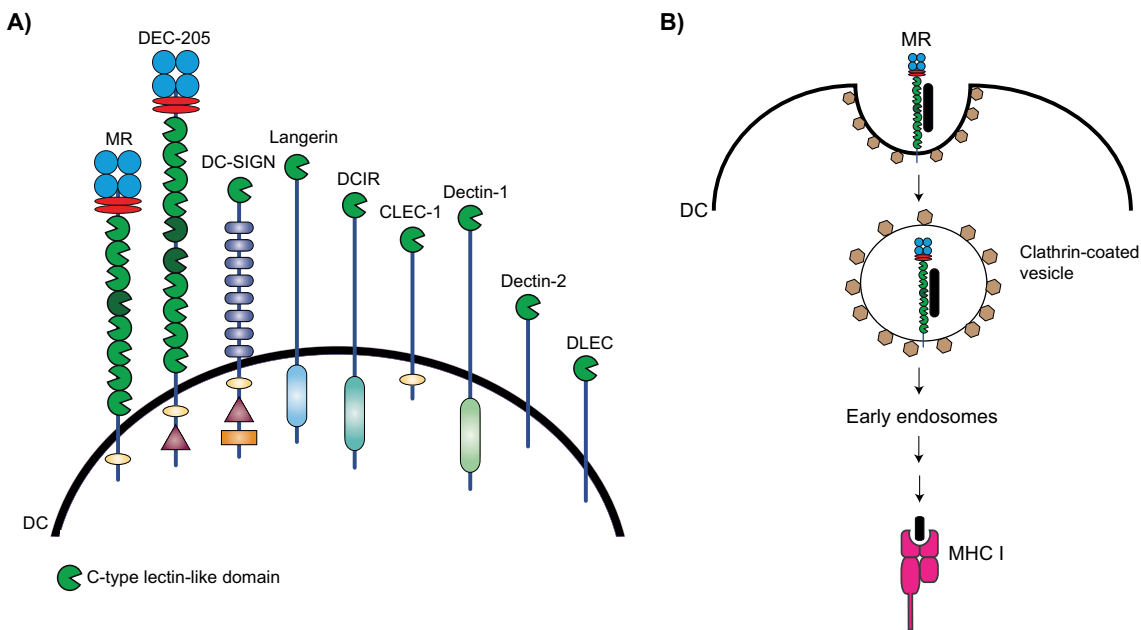 A)
DEC-205
MR
DC-SIGN
Langerin
DCIR
CLEC-1
Dectin-1
Dectin-2
DLEC
DC
C-type lectin-like domain
B)
MR
DC
Clathrin-coated
vesicle
Early endosomes
MHC I